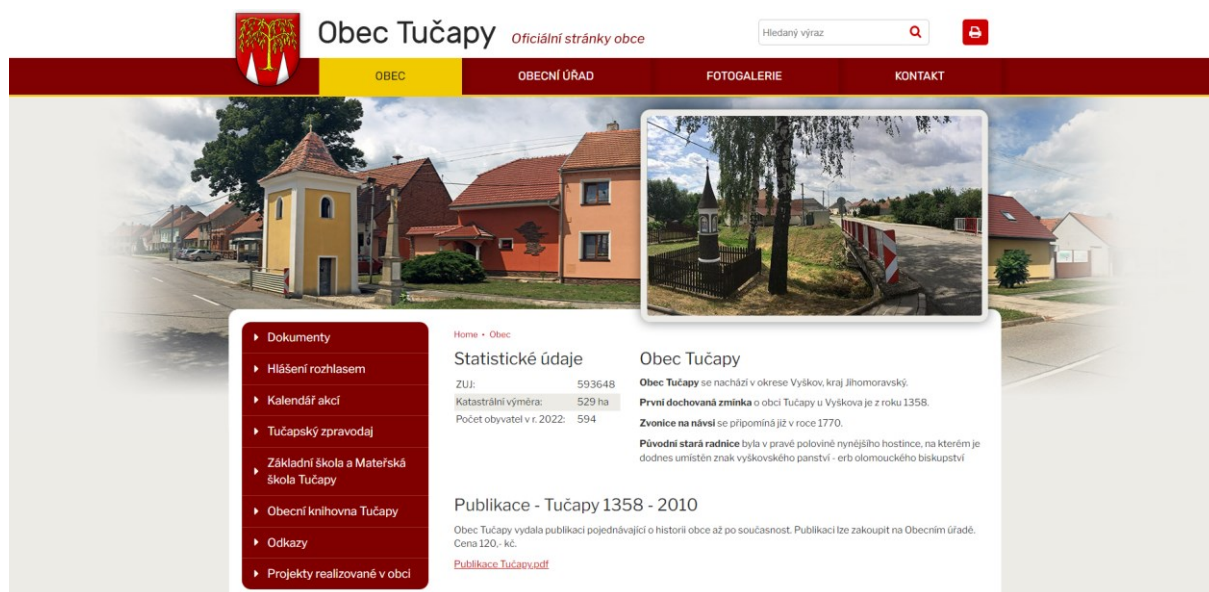 Obec Tučapy Oficiální stránky obce
Hledaný výraz
OBEC OBECNÍ ÚŘAD FOTOGALERIE KONTAKT
Dokumenty
Hlášení rozhlasem
Kalendář akcí
Tučapský zpravodaj
Základní škola a Mateřská
škola Tučapy
Obecní knihovna Tučapy
Odkazy
Projekty realizované v obci
Home • Obec
Statistické údaje
ZUJ: 593648
Katastrální výměra: 529 ha
Počet obyvatel v r. 2022: 594
Obec Tučapy
Obec Tučapy se nachází v okrese Vyškov, kraj Jihomoravský.
První dochovaná zmínka o obci Tučapy u Vyškova je z roku 1358.
Zvonice na návsi se připomíná již v roce 1770.
Původní stará radnice byla v pravé polovině nynějšího hostince, na kterém je
dodnes umístěn znak vyškovského panství - erb olomouckého biskupství
Publikace - Tučapy 1358 - 2010
Obec Tučapy vydala publikaci pojednávající o historii obce až po současnost. Publikaci lze zakoupit na Obecním úřadě.
Cena 120,- kč.
Publikace Tučapy.pdf